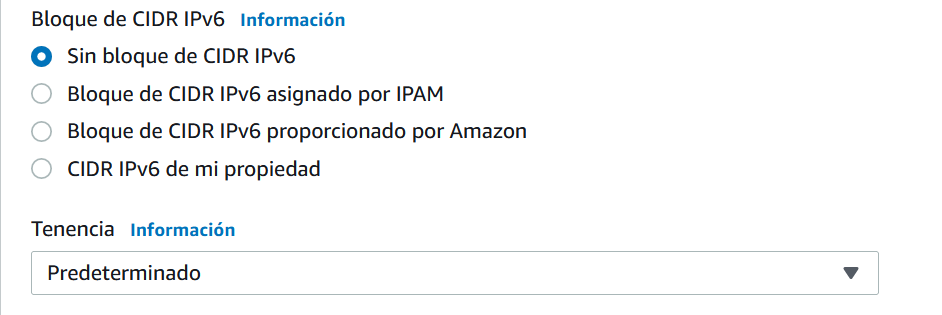 Bloque de CIDR IPv6 Información
Sin bloque de CIDR IPv6
Bloque de CIDR IPv6 asignado por IPAM
Bloque de CIDR IPv6 proporcionado por Amazon
CIDR IPv6 de mi propiedad
Tenencia Información
Predeterminado